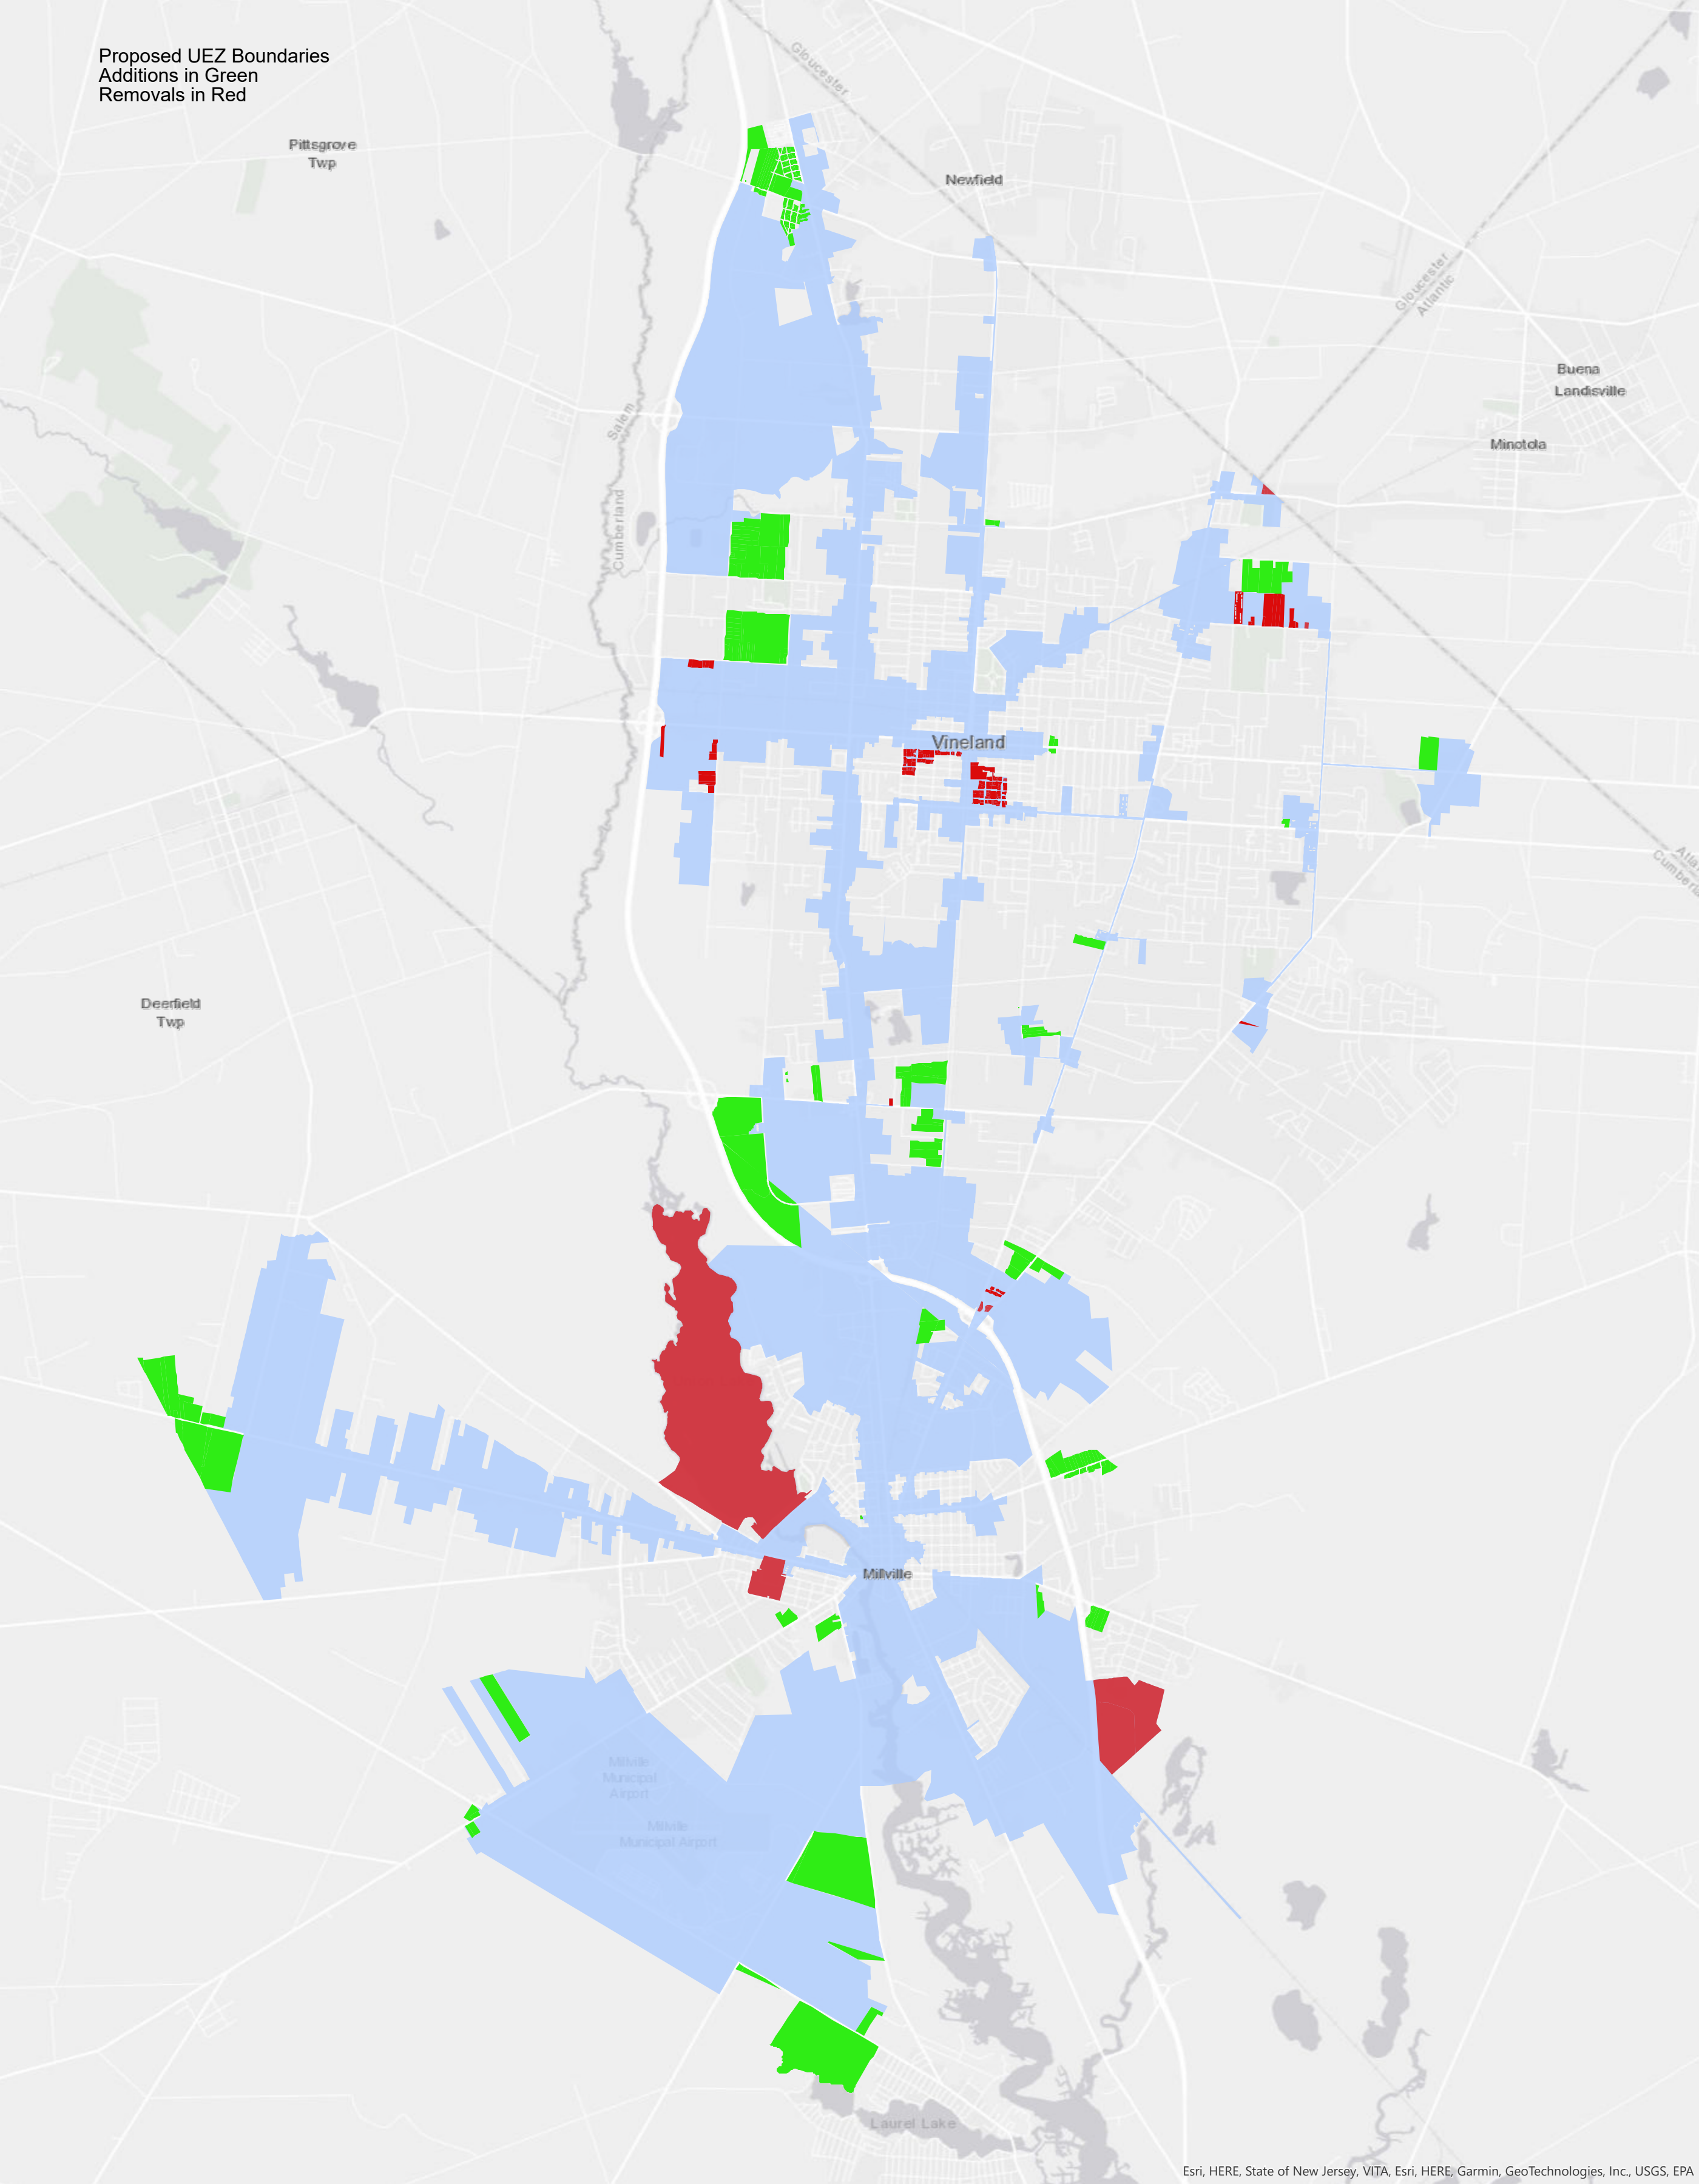 Proposed UEZ Boundaries
Additions in Green
Removals in Red
Gloucester
Pittsgrove
Twp
Newfield
Gloucester
Atlantic
Buena
Landisville
Salem
Minotola
Cumberland
Vineland
Cumberl
Deerfield
Twp
Millville
Millville
Municipal
Airport
Millville
Municipal Airport
Laurel Lake
Esri, HERE, State of New Jersey, VITA, Esri, HERE, Garmin, GeoTechnologies, Inc., USGS, EPA